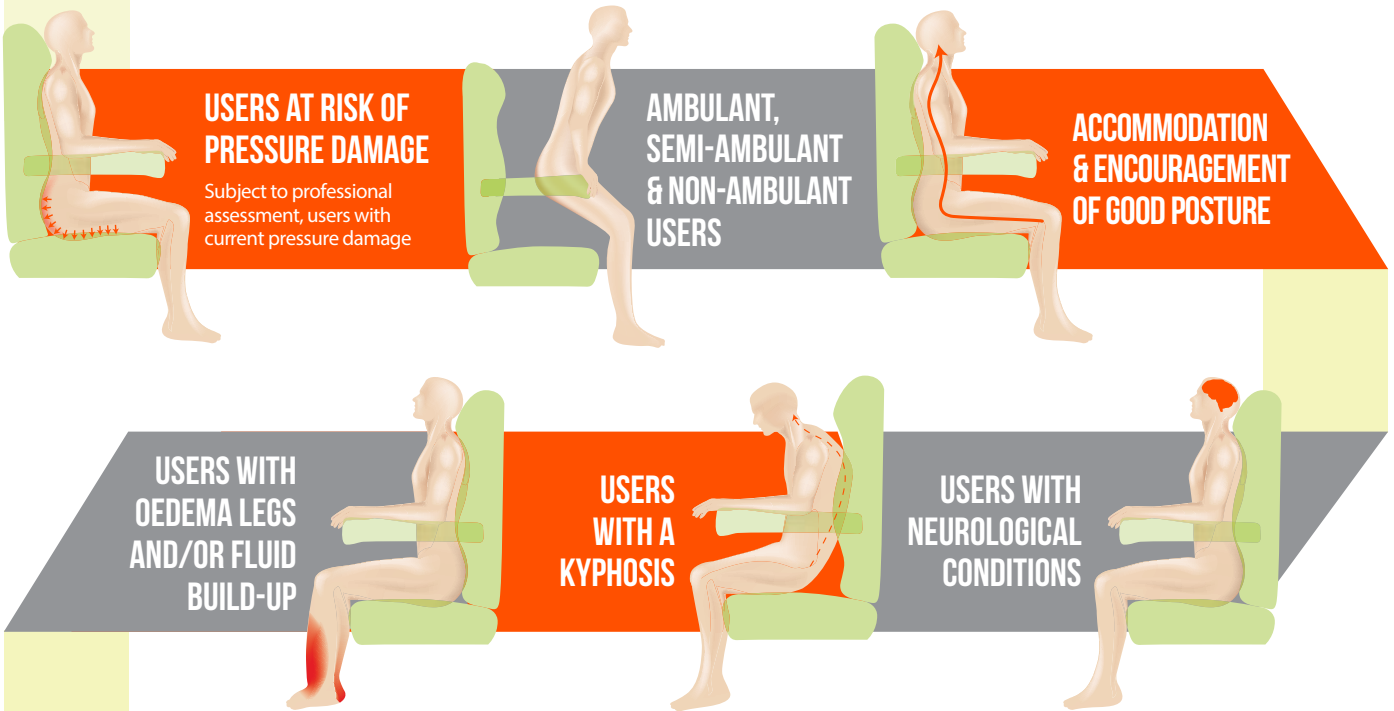 USERS AT RISK OF
PRESSURE DAMAGE
Subject to professional
assessment, users with
current pressure damage
AMBULANT,
SEMI-AMBULANT
& NON-AMBULANT
USERS
ACCOMMODATION
& ENCOURAGEMENT
OF GOOD POSTURE
USERS WITH
OEDEMA LEGS
AND/OR FLUID
BUILD-UP
USERS
WITH A
KYPHOSIS
USERS WITH
NEUROLOGICAL
CONDITIONS